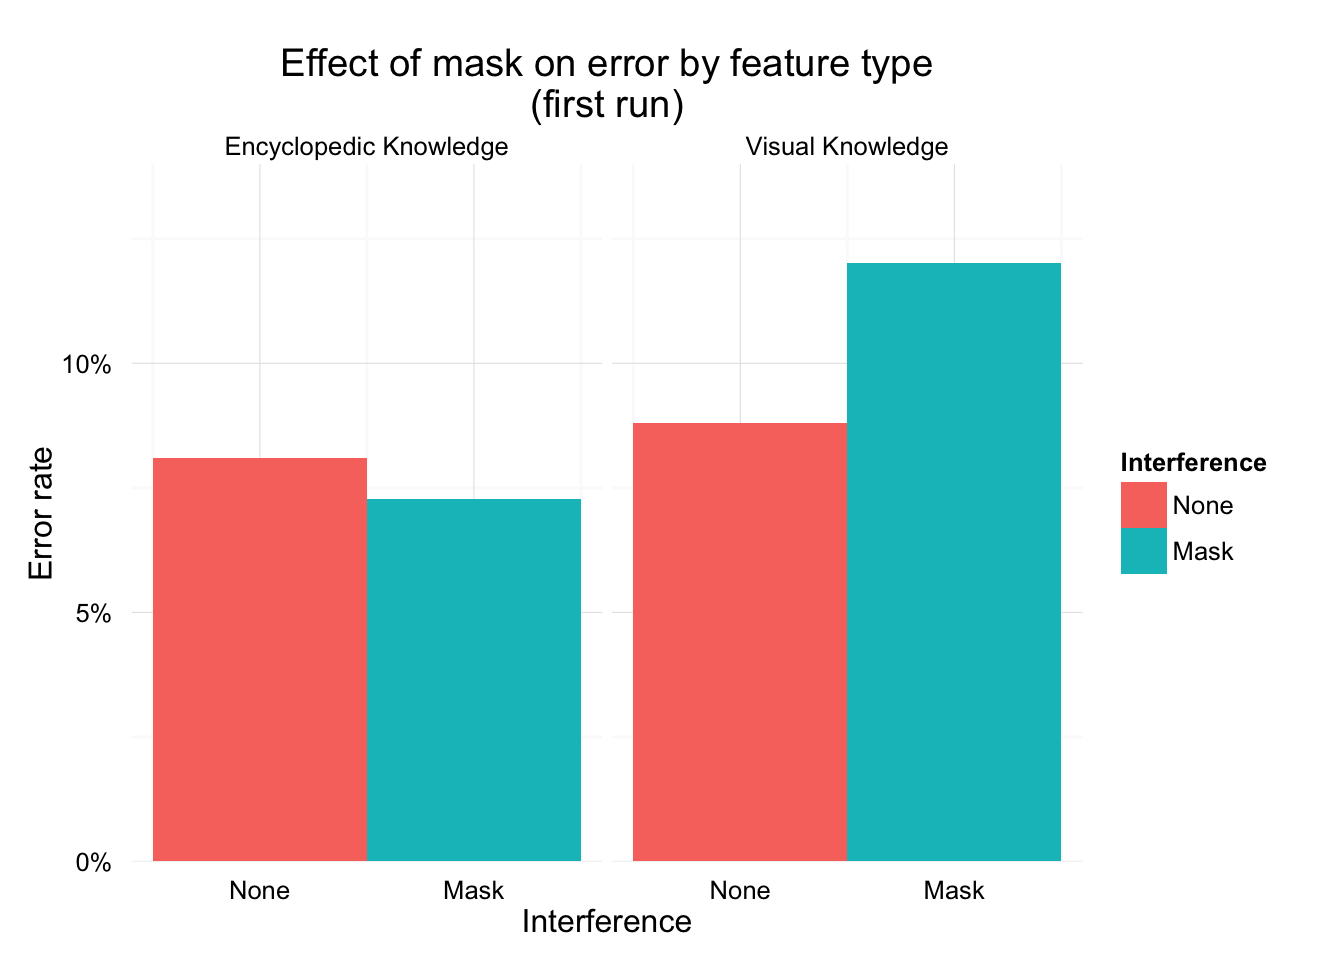 Effect of mask on error by feature type
(first run)
Encyclopedic Knowledge
Visual Knowledge
10%
5%
0%
Error rate
None
Mask
None
Mask
Interference
Interference
None
Mask